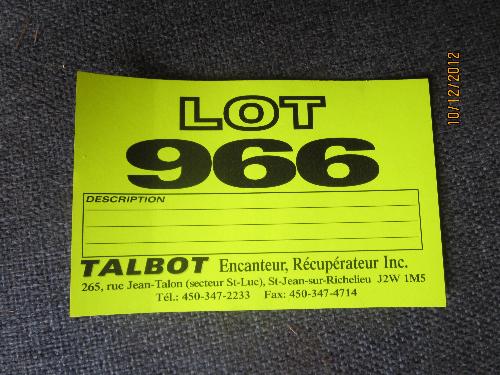 LOT
966
DESCRIPTION
TALBOT Encanteur, Récupérateur Inc.
265, rue Jean-Talon (secteur St-Luc), St-Jean-sur-Richelieu J2W 1M5
Tél.: 450-347-2233 Fax: 450-347-4714
10/12/2012